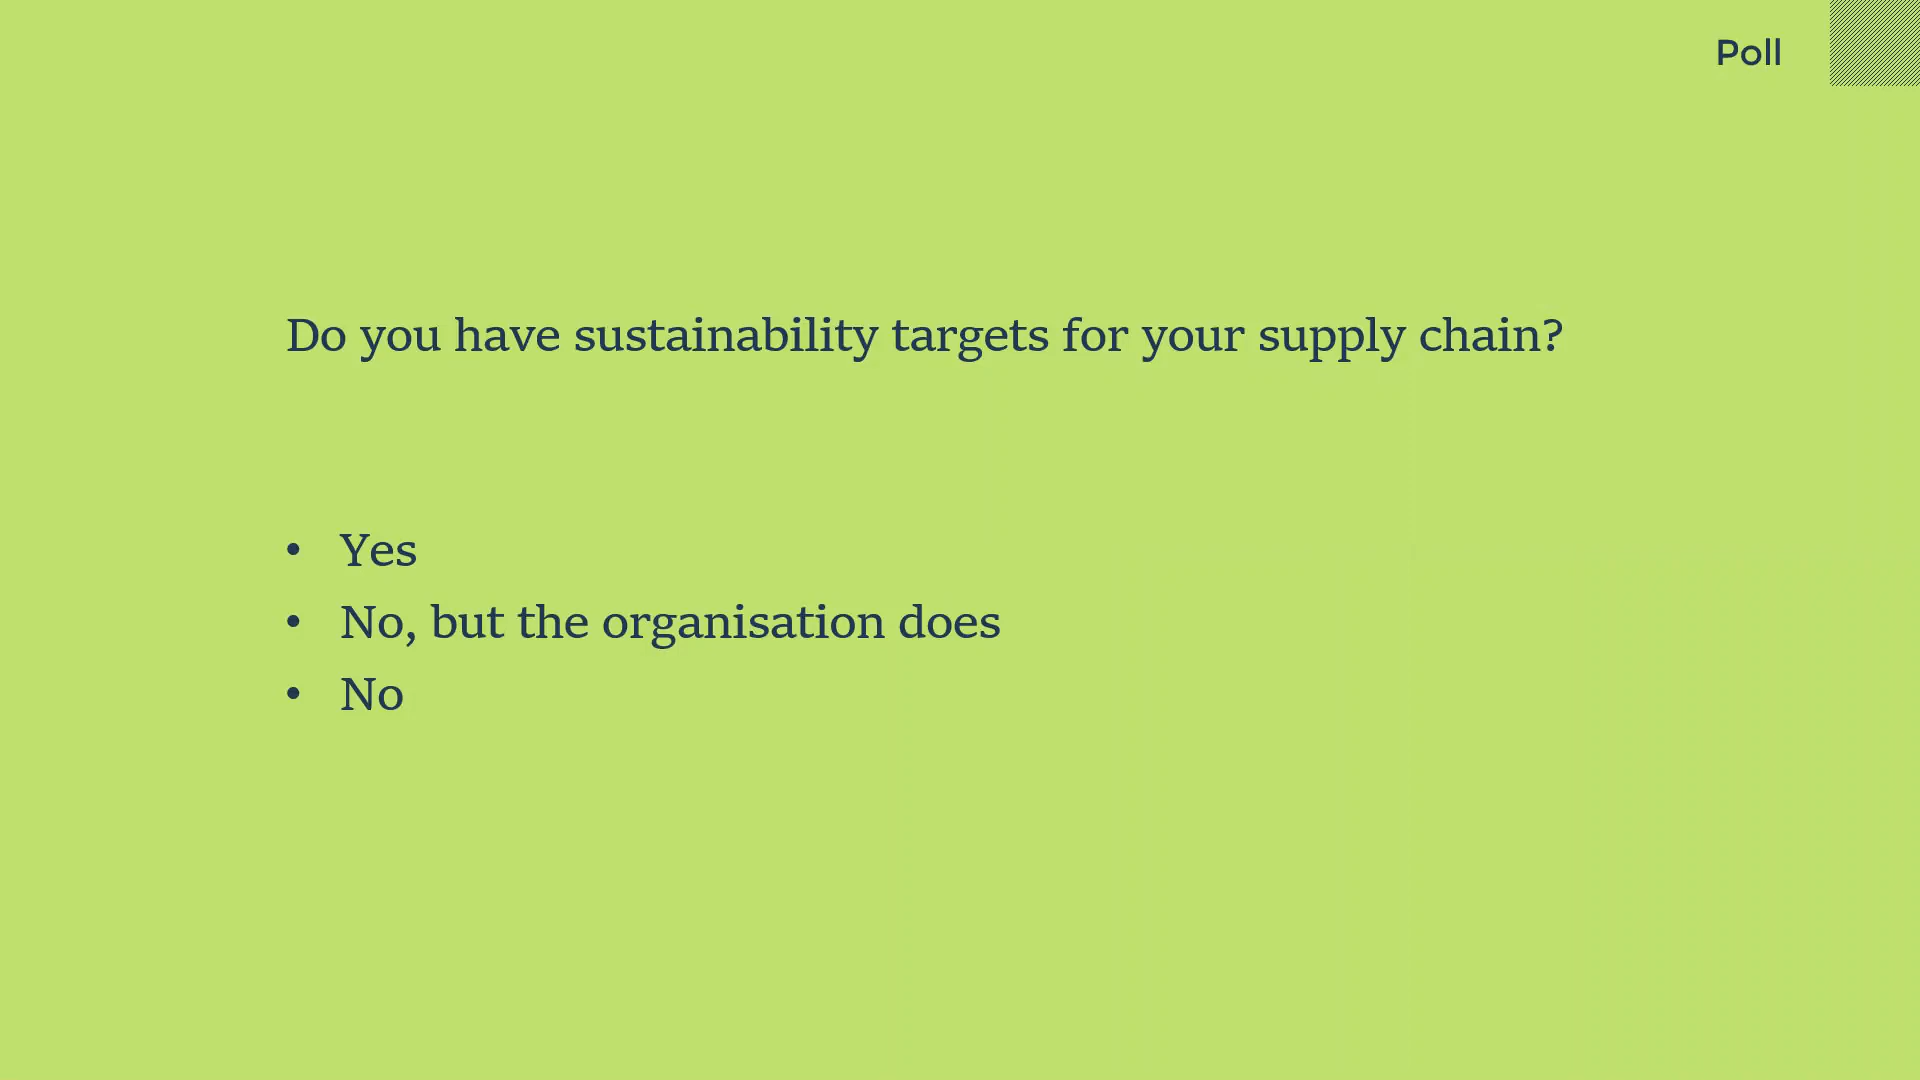 Poll
Do you have sustainability targets for your supply chain?
• Yes
• No, but the organisation does
• No